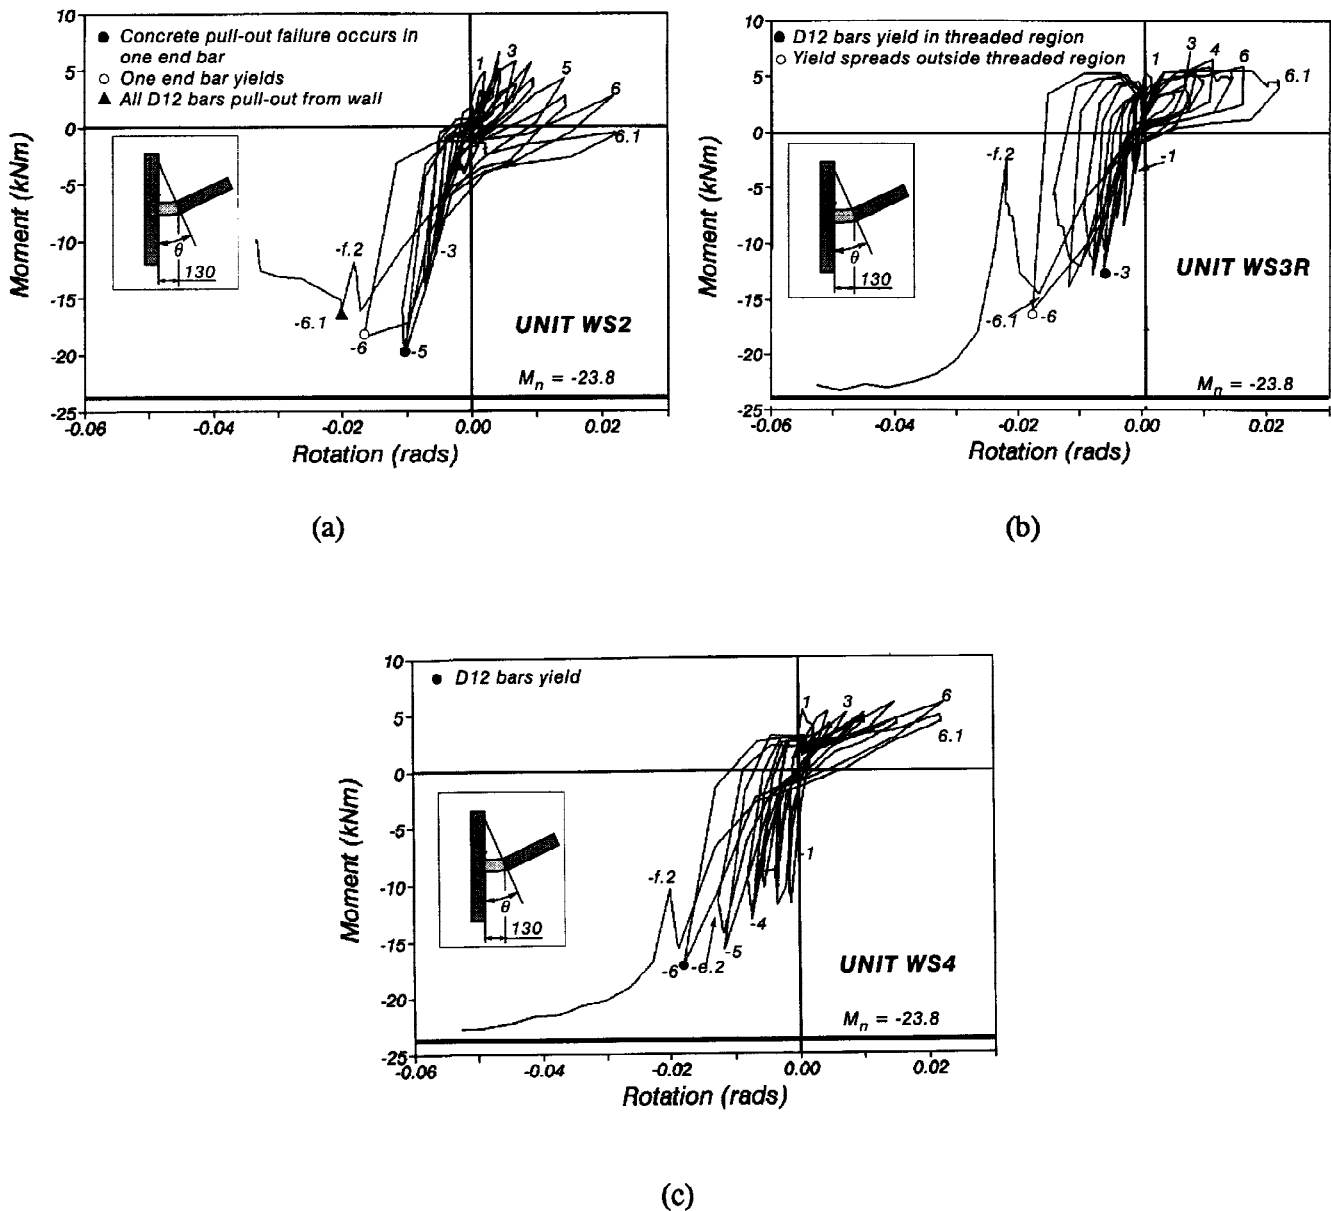 10
5
0
-5
-10
-15
-20
-25
Moment (kNm)
● Concrete pull-out failure occurs in
one end bar
○ One end bar yields
▲ All D12 bars pull-out from wall
1
3
5
6
6.1
θ
130
-3
-f.2
-6.1
-6
-5
UNIT WS2
Mn = -23.8
-0.06
-0.04
-0.02
0.00
0.02
Rotation (rads)
(a)
10
5
0
-5
-10
-15
-20
-25
Moment (kNm)
● D12 bars yield in threaded region
○ Yield spreads outside threaded region
1
3
4
6
6.1
-f.2
-1
θ
130
-3
UNIT WS3R
-6.1
-6
Mn = -23.8
-0.06
-0.04
-0.02
0.00
0.02
Rotation (rads)
(b)
10
5
0
-5
-10
-15
-20
-25
Moment (kNm)
● D12 bars yield
1
3
6
6.1
-1
-f.2
θ
130
-4
-5
-6
-e.2
UNIT WS4
Mn = -23.8
-0.06
-0.04
-0.02
0.00
0.02
Rotation (rads)
(c)